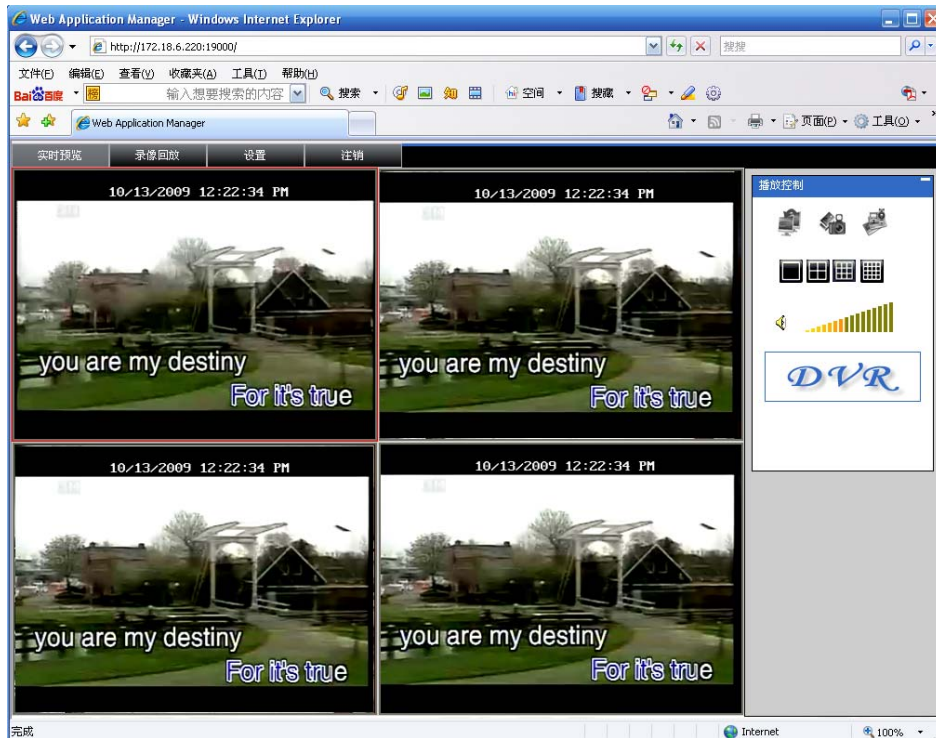 Web Application Manager - Windows Internet Explorer
http://172.18.6.220:19000/
搜搜
文件(F) 编辑(E) 查看(V) 收藏夹(A) 工具(T) 帮助(H)
Bai百度 输入想要搜索的内容 搜索 空间 搜藏
Web Application Manager 页面(P) 工具(O)
实时预览 录像回放 设置 注销
播放控制
10/13/2009 12:22:34 PM
you are my destiny
For it's true
10/13/2009 12:22:34 PM
you are my destiny
For it's true
DVR
10/13/2009 12:22:34 PM
you are my destiny
For it's true
10/13/2009 12:22:34 PM
you are my destiny
For it's true
完成 Internet 100%